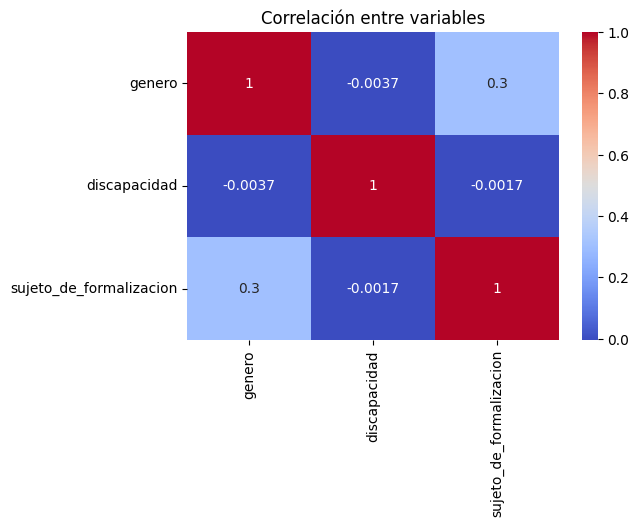 Correlación entre variables
genero
1
-0.0037
0.3
discapacidad
-0.0037
1
-0.0017
sujeto_de_formalizacion
0.3
-0.0017
1
genero
discapacidad
sujeto_de_formalizacion
1.0
0.8
0.6
0.4
0.2
0.0